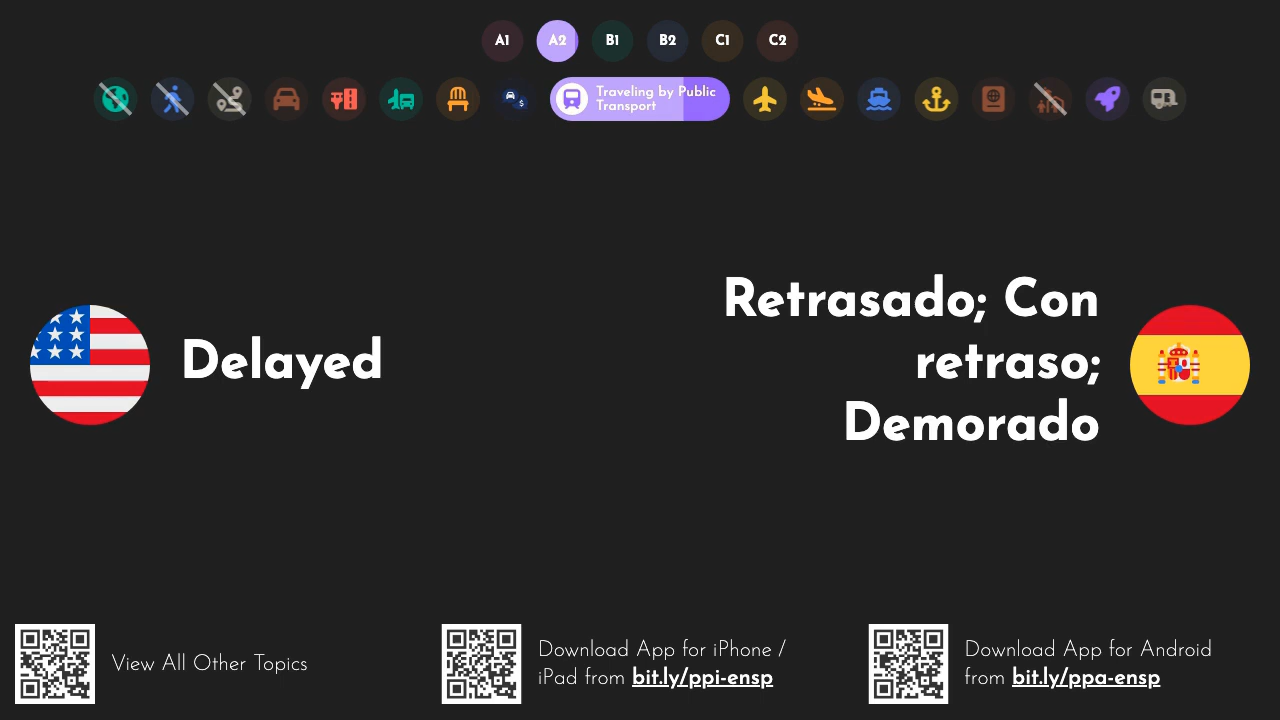 A1 A2 B1 B2 C1 C2
Traveling by Public
Transport
Delayed
Retrasado; Con
retraso;
Demorado
View All Other Topics
Download App for iPhone /
iPad from bit.ly/ppi-ensp
Download App for Android
from bit.ly/ppa-ensp